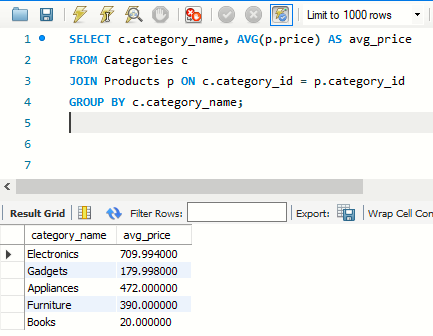 Limit to 1000 rows
1 SELECT c.category_name, AVG(p.price) AS avg_price
2 FROM Categories c
3 JOIN Products p ON c.category_id = p.category_id
4 GROUP BY c.category_name;
5
6
7
Result Grid Filter Rows: Export: Wrap Cell Con
category_name avg_price
Electronics 709.994000
Gadgets 179.998000
Appliances 472.000000
Furniture 390.000000
Books 20.000000